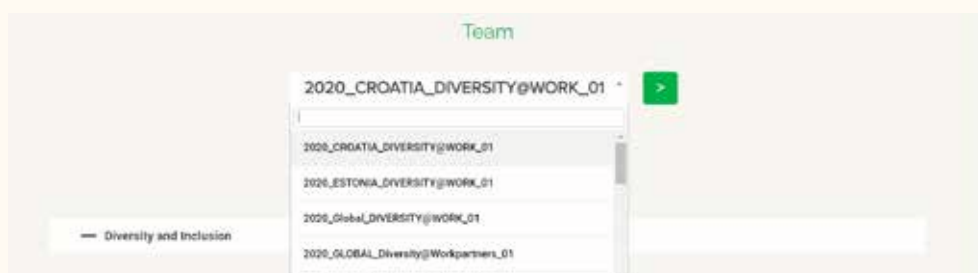 Team
2020_CROATIA_DIVERSITY@WORK_01
>
2020_CROATIA_DIVERSITY@WORK_01
2020_ESTONIA_DIVERSITY@WORK_01
2020_Global_DIVERSITY@WORK_01
— Diversity and Inclusion
2020_GLOBAL_Diversity@Workpartners_01